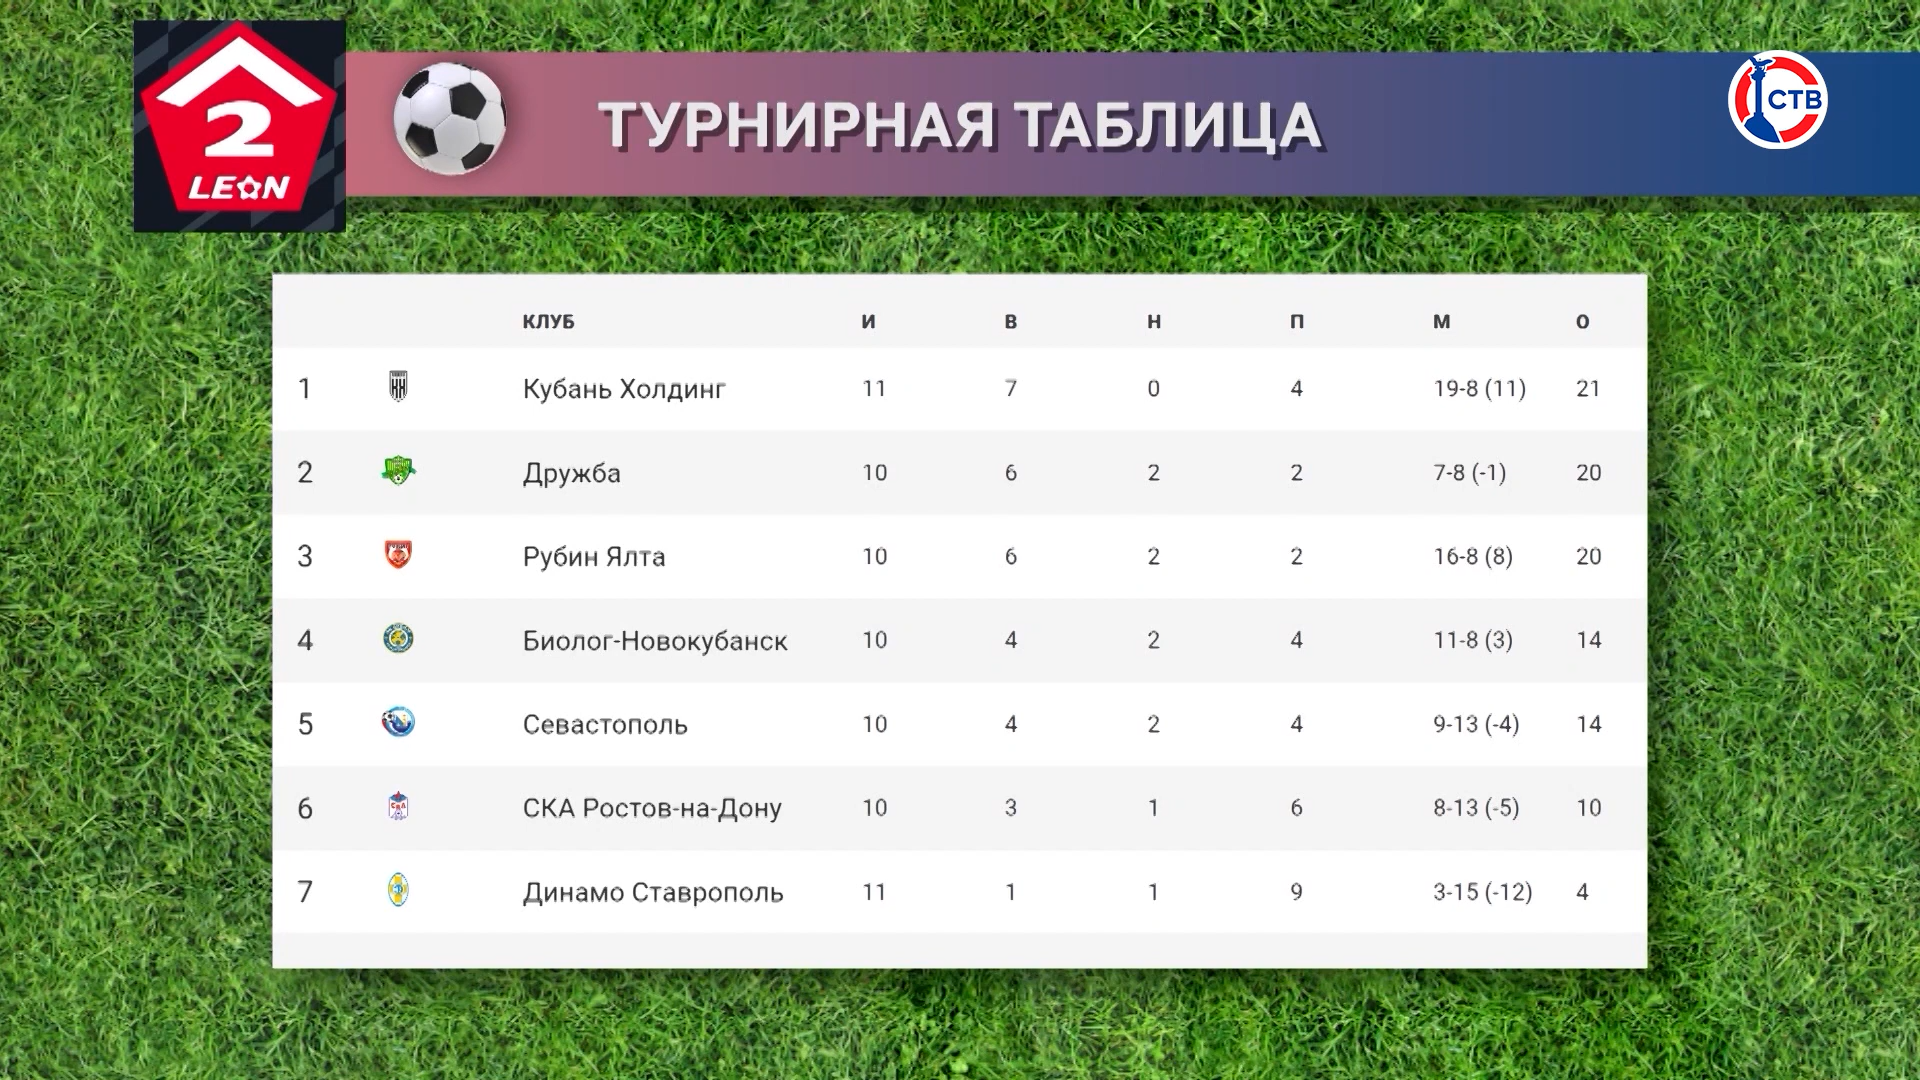 2
LEON
ТУРНИРНАЯ ТАБЛИЦА
СТВ
КЛУБ И В Н П М О
1 Кубань Холдинг 11 7 0 4 19-8 (11) 21
2 Дружба 10 6 2 2 7-8 (-1) 20
3 Рубин Ялта 10 6 2 2 16-8 (8) 20
4 Биолог-Новокубанск 10 4 2 4 11-8 (3) 14
5 Севастополь 10 4 2 4 9-13 (-4) 14
6 СКА Ростов-на-Дону 10 3 1 6 8-13 (-5) 10
7 Динамо Ставрополь 11 1 1 9 3-15 (-12) 4